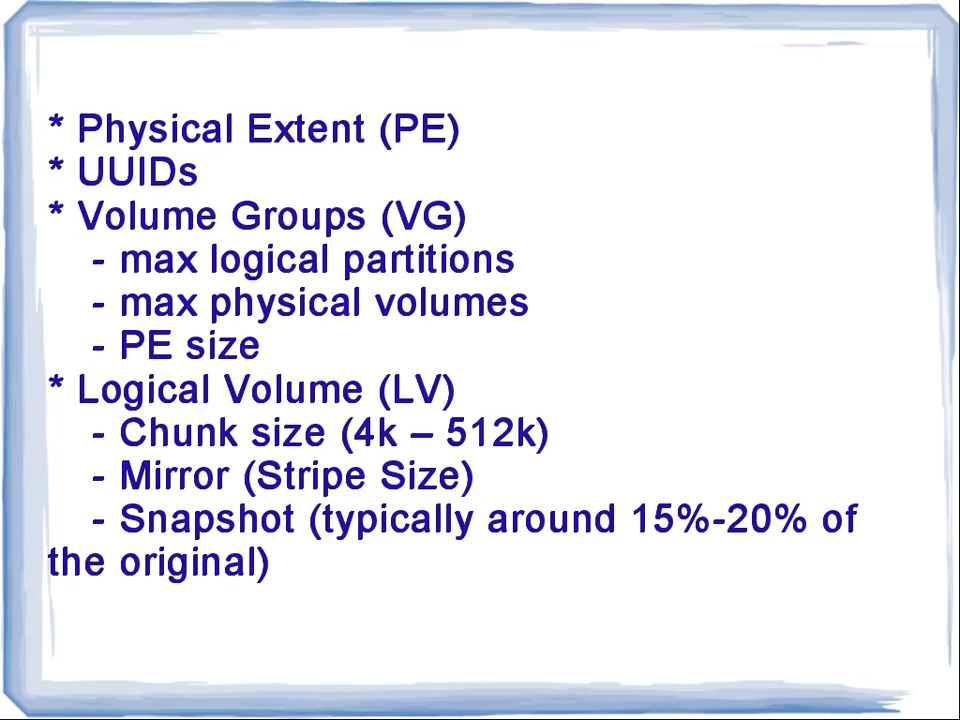 * Physical Extent (PE)
* UUIDs
* Volume Groups (VG)
- max logical partitions
- max physical volumes
- PE size
* Logical Volume (LV)
- Chunk size (4k – 512k)
- Mirror (Stripe Size)
- Snapshot (typically around 15%-20% of
the original)